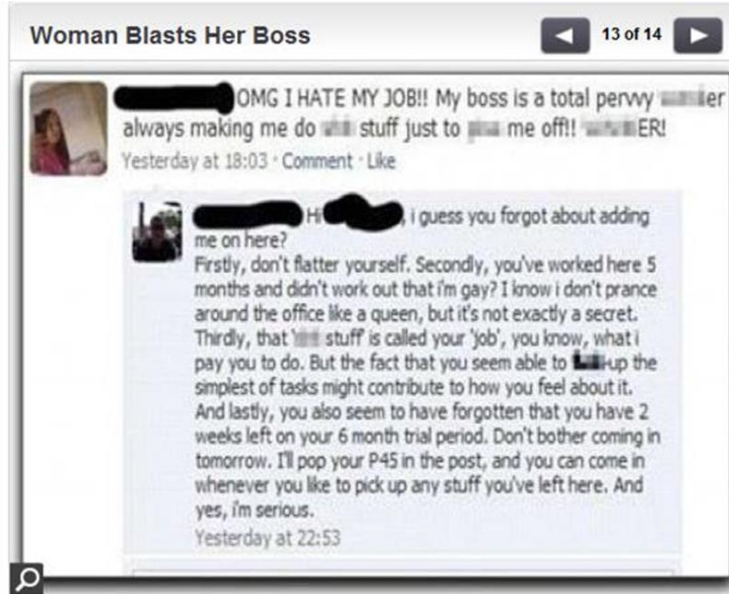 Woman Blasts Her Boss
13 of 14
OMG I HATE MY JOB!! My boss is a total pervvy er
always making me do stuff just to me off!! ER!
Yesterday at 18:03 · Comment · Like
Hi , i guess you forgot about adding
me on here?
Firstly, don't flatter yourself. Secondly, you've worked here 5
months and didn't work out that i'm gay? I know i don't prance
around the office like a queen, but it's not exactly a secret.
Thirdly, that ' stuff is called your 'job', you know, what i
pay you to do. But the fact that you seem able to -up the
simplest of tasks might contribute to how you feel about it.
And lastly, you also seem to have forgotten that you have 2
weeks left on your 6 month trial period. Don't bother coming in
tomorrow. I'll pop your P45 in the post, and you can come in
whenever you like to pick up any stuff you've left here. And
yes, i'm serious.
Yesterday at 22:53